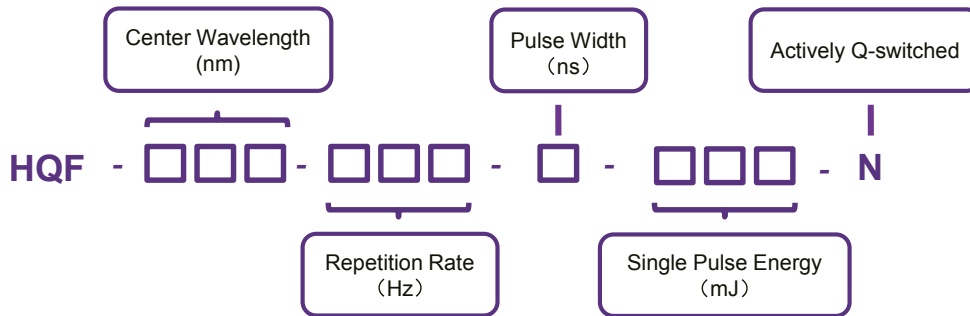 Center Wavelength
(nm)
Pulse Width
（ns）
Actively Q-switched
HQF - □□□ - □□□ - □ - □□□ - N
Repetition Rate
（Hz）
Single Pulse Energy
（mJ）